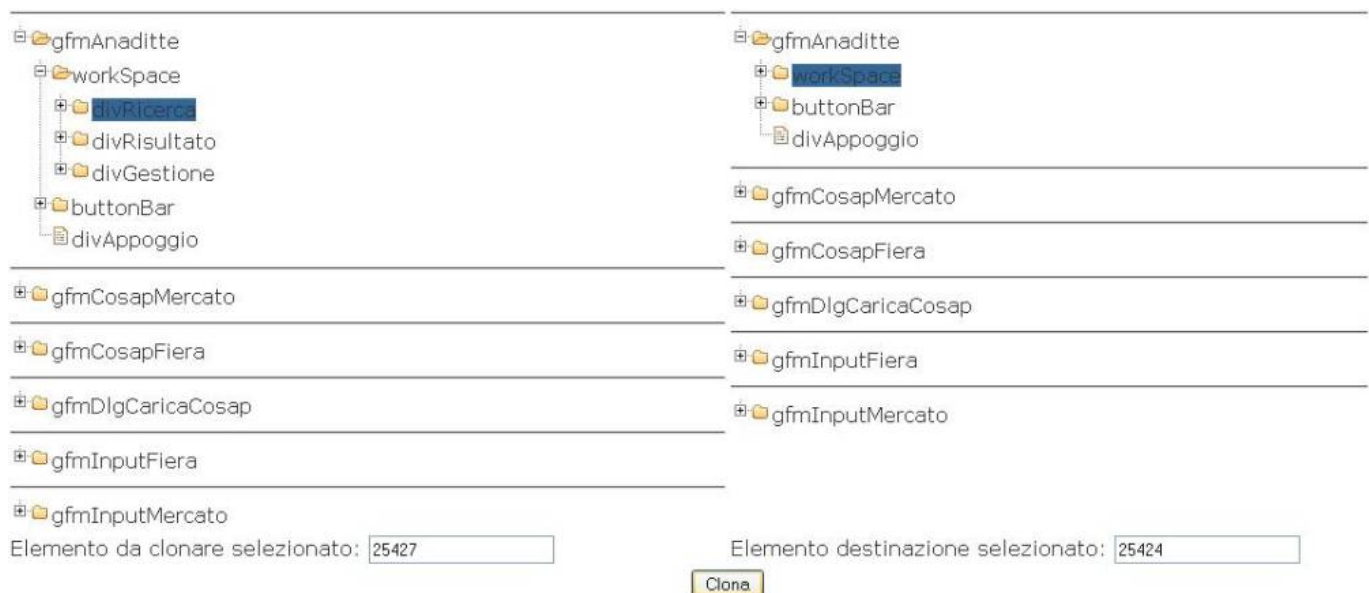 gfmAnaditte
workSpace
divRicerca
divRisultato
divGestione
buttonBar
divAppoggio
gfmCosapMercato
gfmCosapFiera
gfmDlgCaricaCosap
gfmInputFiera
gfmInputMercato
Elemento da clonare selezionato: 25427
gfmAnaditte
workSpace
buttonBar
divAppoggio
gfmCosapMercato
gfmCosapFiera
gfmDlgCaricaCosap
gfmInputFiera
gfmInputMercato
Elemento destinazione selezionato: 25424
Clona